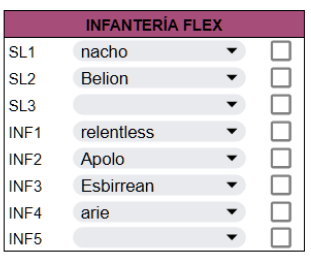 INFANTERÍA FLEX
SL1 nacho
SL2 Belion
SL3
INF1 relentless
INF2 Apolo
INF3 Esbirrean
INF4 arie
INF5